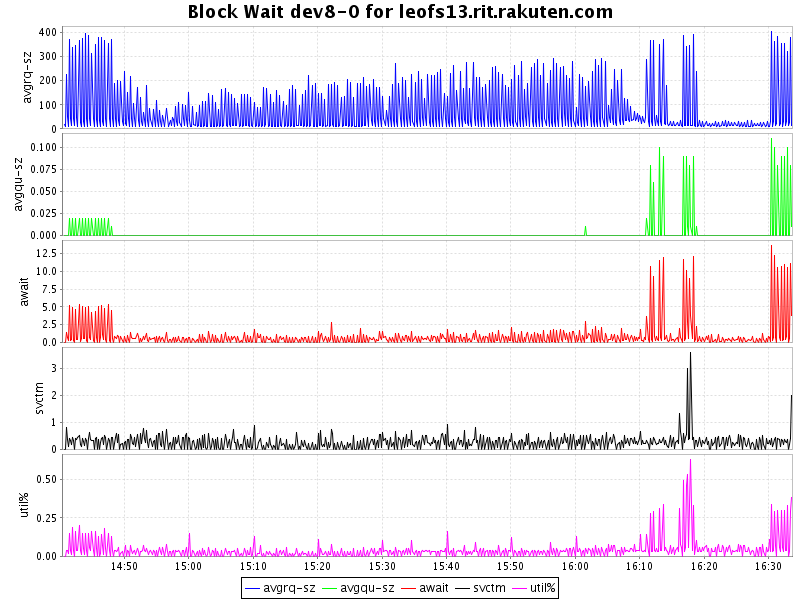 Block Wait dev8-0 for leofs13.rit.rakuten.com
avgrq-sz
400
300
200
100
0
avgqu-sz
0.100
0.075
0.050
0.025
0.000
await
12.5
10.0
7.5
5.0
2.5
0.0
svctm
3
2
1
0
util%
0.50
0.25
0.00
14:50 15:00 15:10 15:20 15:30 15:40 15:50 16:00 16:10 16:20 16:30
avgrq-sz avgqu-sz await svctm util%